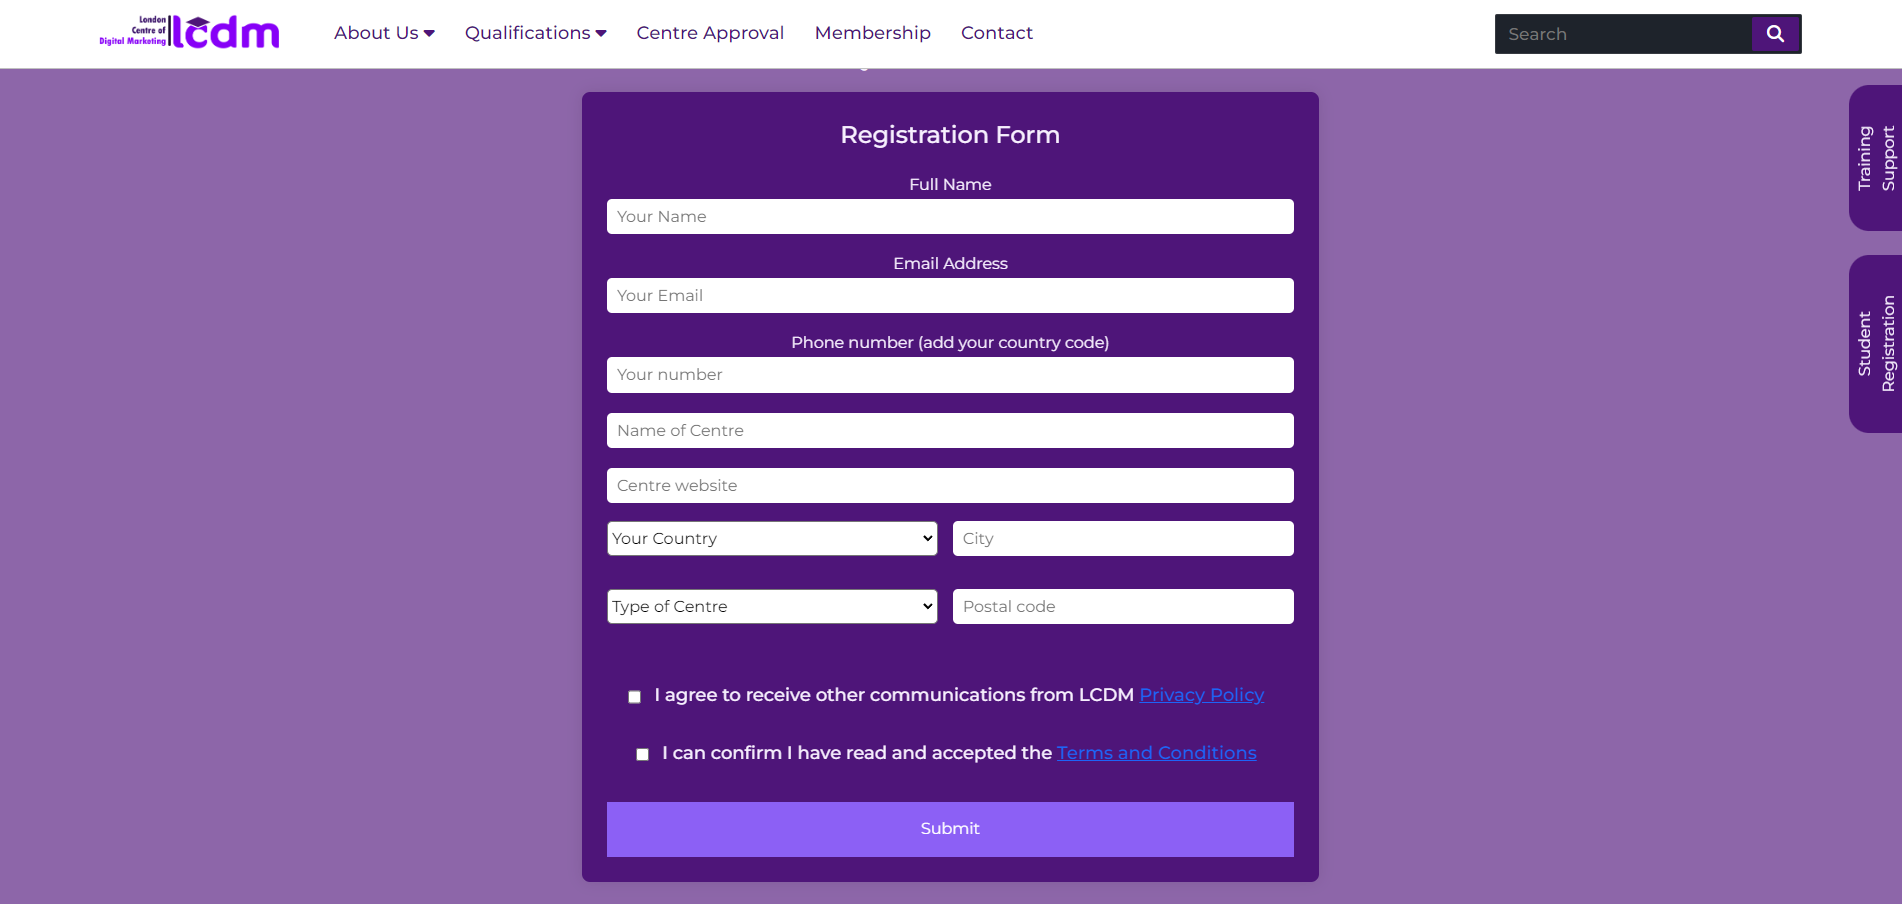 London
Centre of
Digital Marketing
lcdm
About Us
Qualifications
Centre Approval
Membership
Contact
Search
Registration Form
Full Name
Your Name
Email Address
Your Email
Phone number (add your country code)
Your number
Name of Centre
Centre website
Your Country
City
Type of Centre
Postal code
I agree to receive other communications from LCDM Privacy Policy
I can confirm I have read and accepted the Terms and Conditions
Submit
Training
Support
Student
Registration